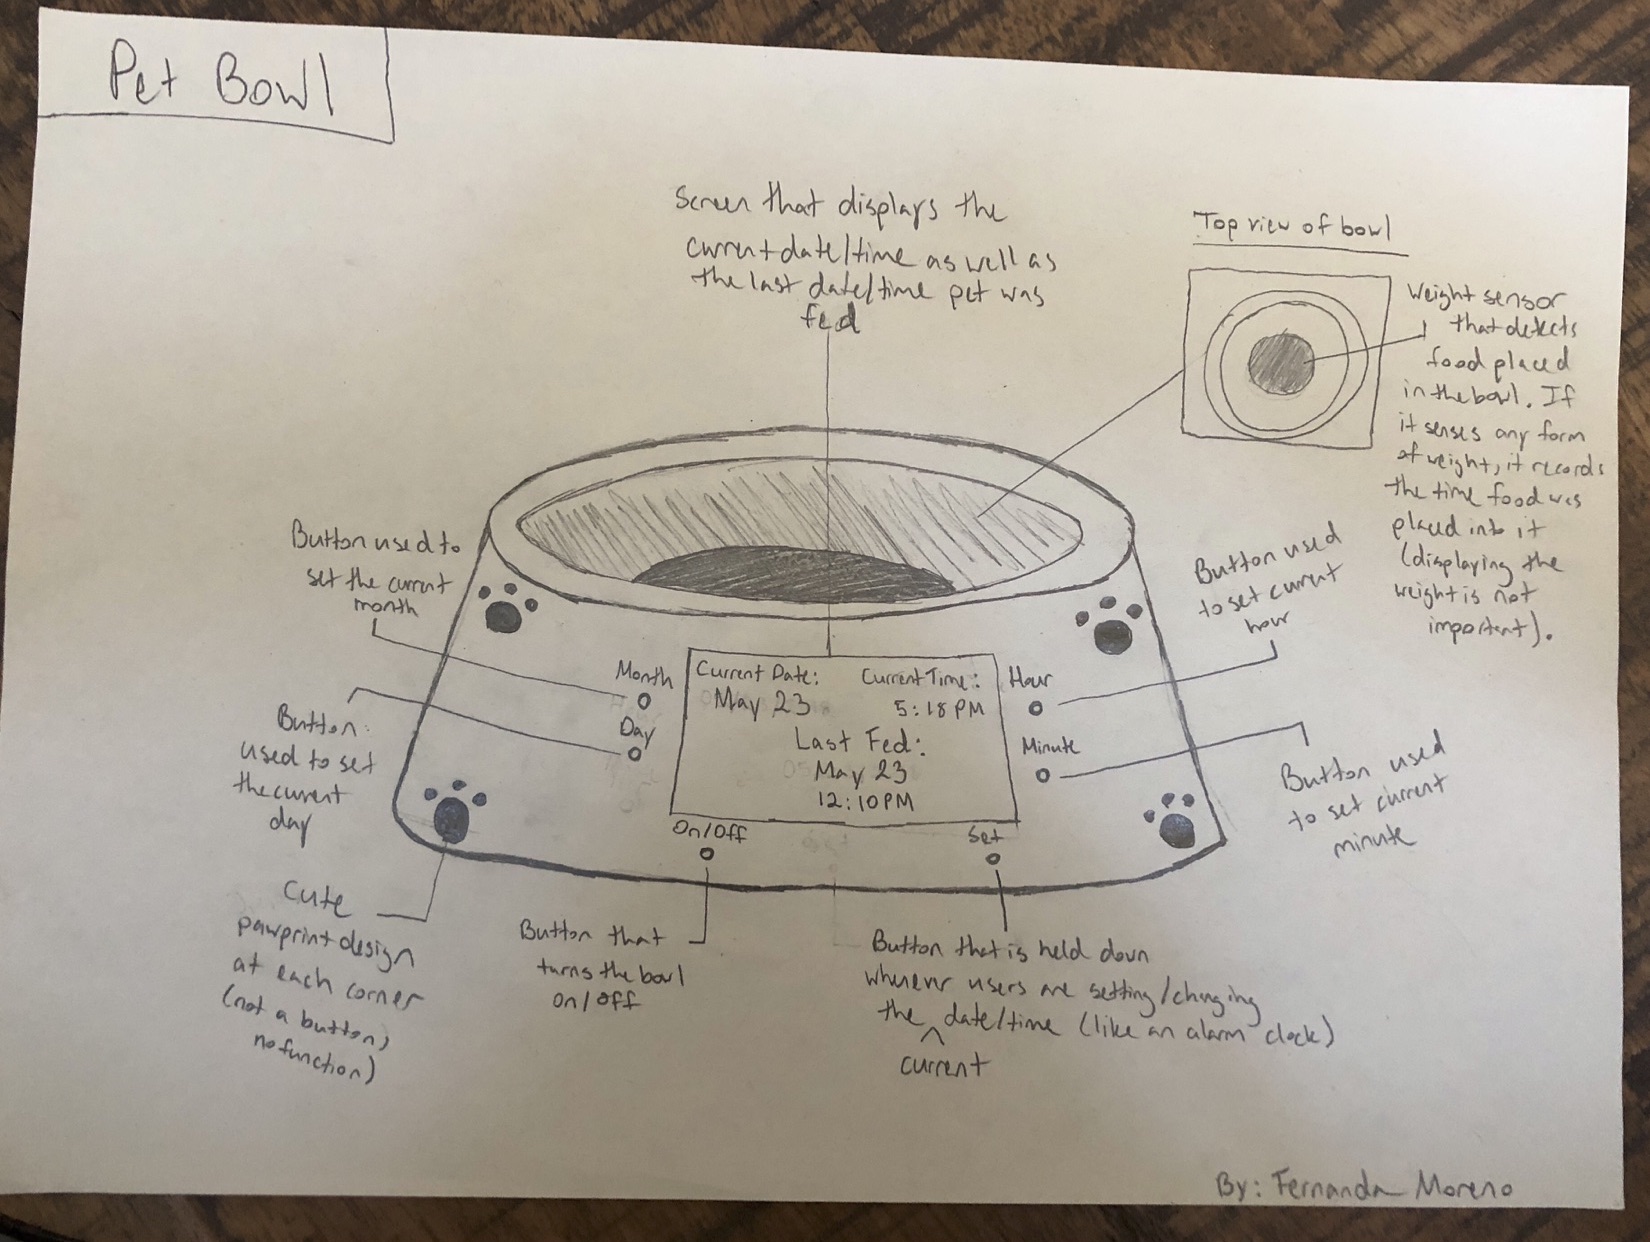 Pet Bowl
Screen that displays the
current date/time as well as
the last date/time pet was
fed
Top view of bowl
Weight sensor
that detects
food placed
in the bowl. If
it senses any form
of weight, it records
the time food was
placed into it
(displaying the
weight is not
important).
Button used to
set the current
month
Button
used to set
the current
day
Cute
pawprint design
at each corner
(not a button,
no function)
Month
Day
Current Date:
May 23
Current Time:
5:18 PM
Last Fed:
May 23
12:10 PM
Hour
Minute
On/Off
Set
Button used
to set current
hour
Button used
to set current
minute
Button that
turns the bowl
on/off
Button that is held down
whenever users are setting/changing
the ^ date/time (like an alarm clock)
current
By: Fernanda Moreno